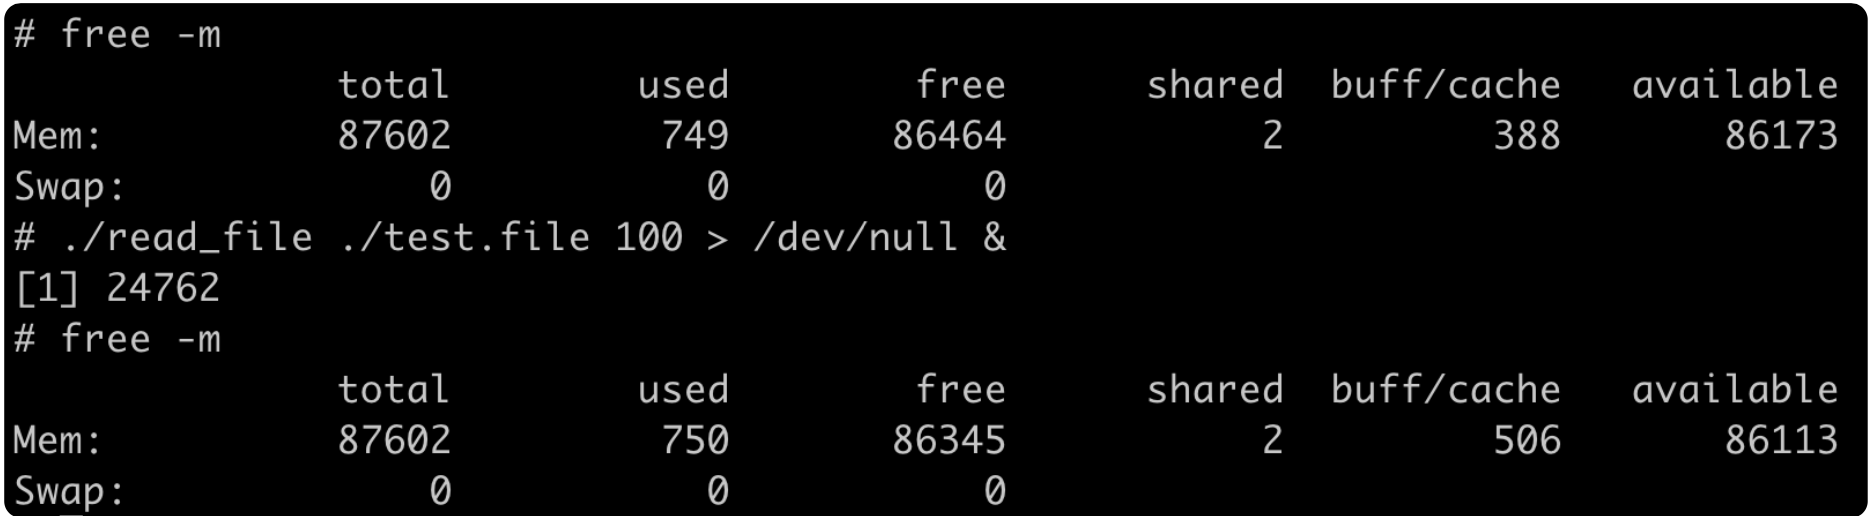 # free -m
              total        used        free      shared  buff/cache   available
Mem:          87602         749       86464           2         388       86173
Swap:             0           0           0
# ./read_file ./test.file 100 > /dev/null &
[1] 24762
# free -m
              total        used        free      shared  buff/cache   available
Mem:          87602         750       86345           2         506       86113
Swap:             0           0           0